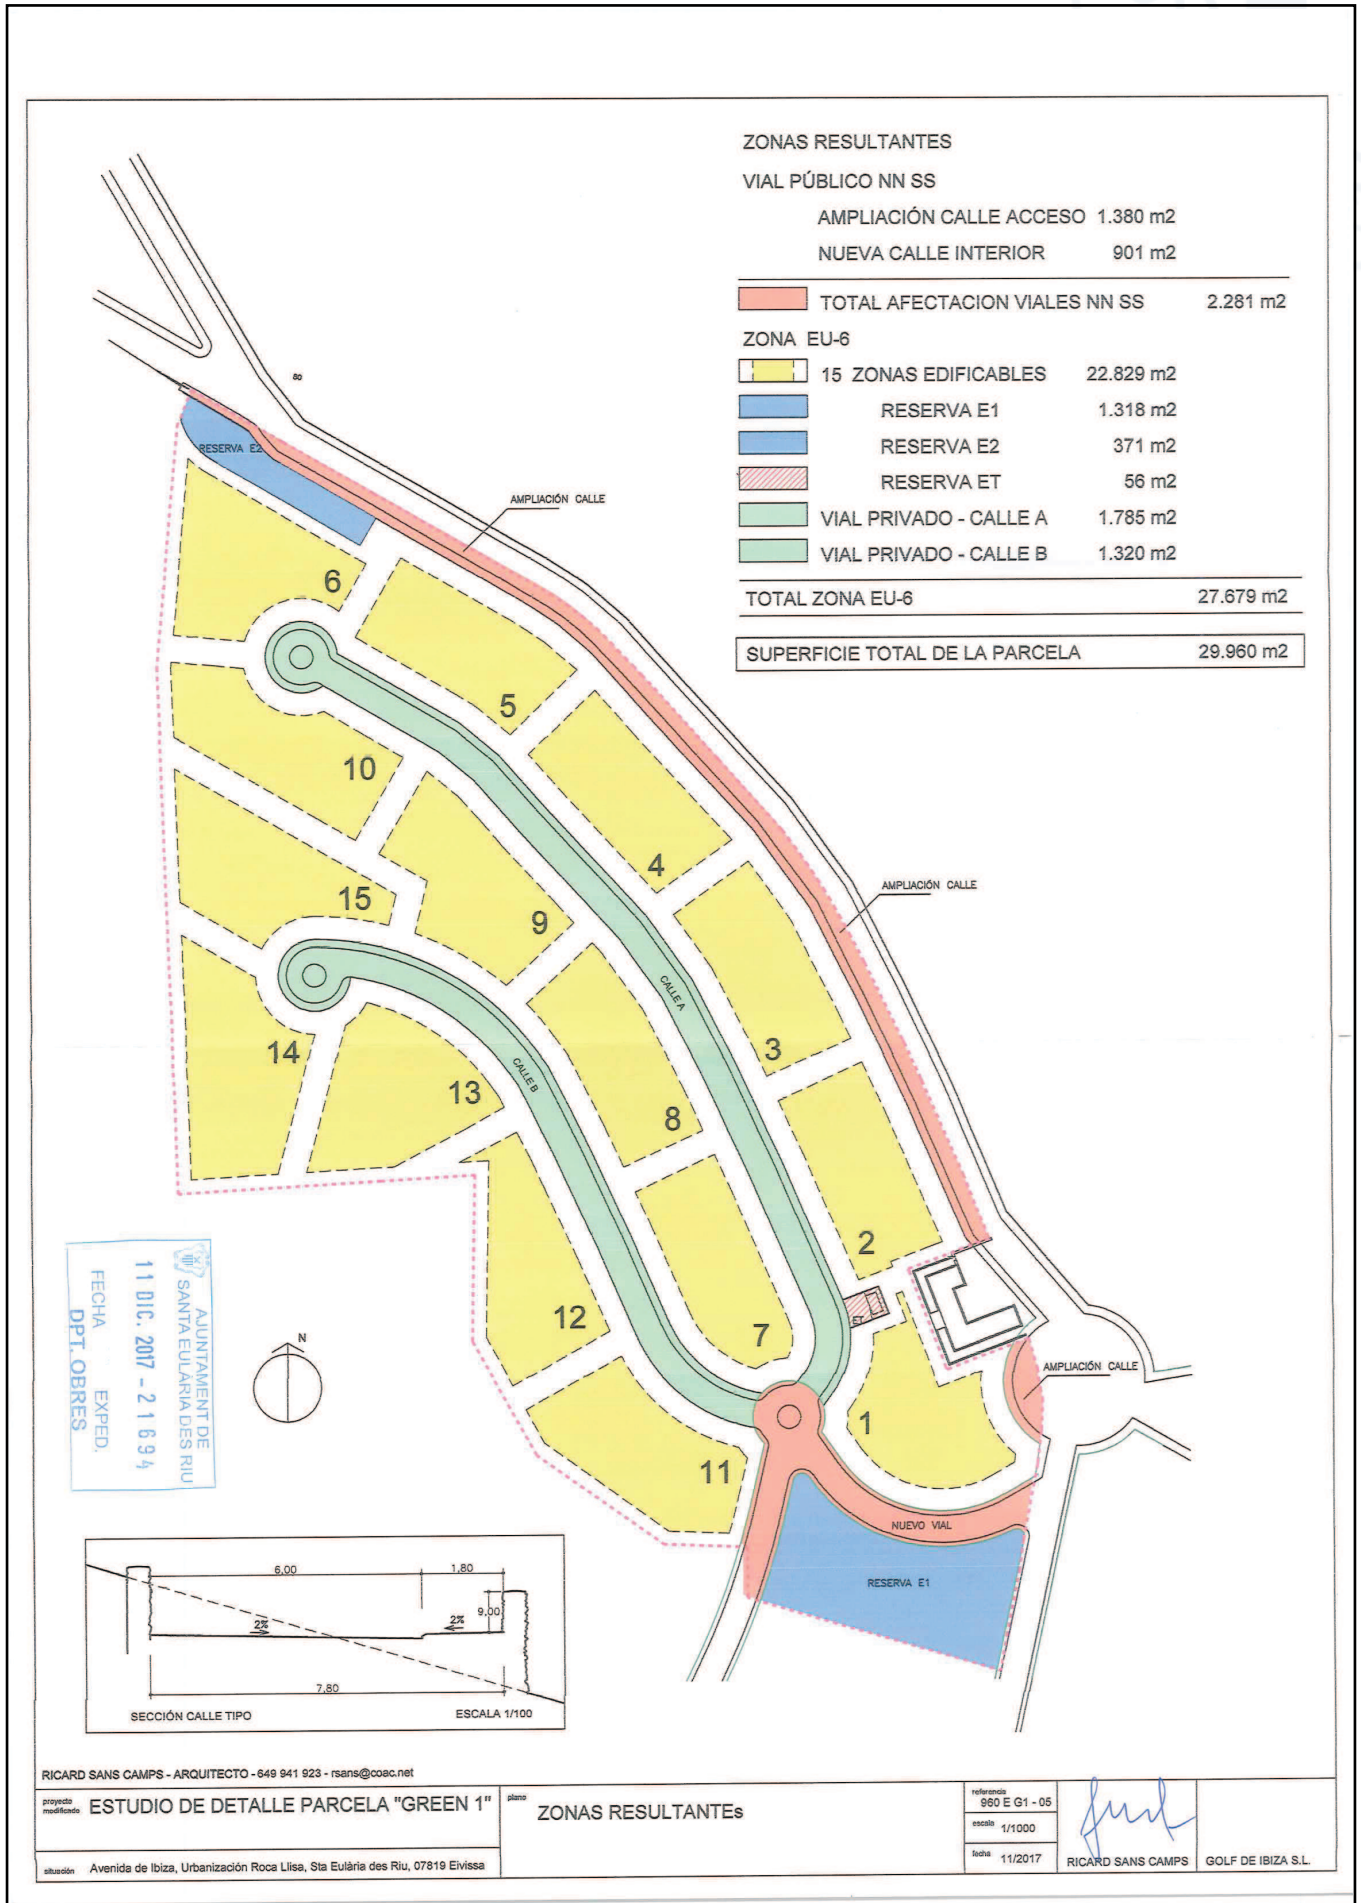 ZONAS RESULTANTES
VIAL PÚBLICO NN SS
AMPLIACIÓN CALLE ACCESO 1.380 m2
NUEVA CALLE INTERIOR 901 m2
TOTAL AFECTACION VIALES NN SS 2.281 m2
ZONA EU-6
15 ZONAS EDIFICABLES 22.829 m2
RESERVA E1 1.318 m2
RESERVA E2 371 m2
RESERVA ET 56 m2
VIAL PRIVADO - CALLE A 1.785 m2
VIAL PRIVADO - CALLE B 1.320 m2
TOTAL ZONA EU-6 27.679 m2
SUPERFICIE TOTAL DE LA PARCELA 29.960 m2
80
RESERVA E2
AMPLIACIÓN CALLE
6
5
10
4
15
9
AMPLIACIÓN CALLE
CALLE A
3
14
13
CALLE B
8
2
12
7
ET
AMPLIACIÓN CALLE
1
11
NUEVO VIAL
RESERVA E1
N
AJUNTAMENT DE
SANTA EULÀRIA DES RIU
11 DIC. 2017 - 21694
FECHA EXPED.
DPT. OBRES
6,00
1,80
9,00
2%
2%
7,80
SECCIÓN CALLE TIPO
ESCALA 1/100
RICARD SANS CAMPS - ARQUITECTO - 649 941 923 - rsans@coac.net
proyecto modificado
ESTUDIO DE DETALLE PARCELA "GREEN 1"
plano
ZONAS RESULTANTEs
referencia
960 E G1 - 05
escala 1/1000
fecha 11/2017
RICARD SANS CAMPS
GOLF DE IBIZA S.L.
situación Avenida de Ibiza, Urbanización Roca Llisa, Sta Eulària des Riu, 07819 Eivissa